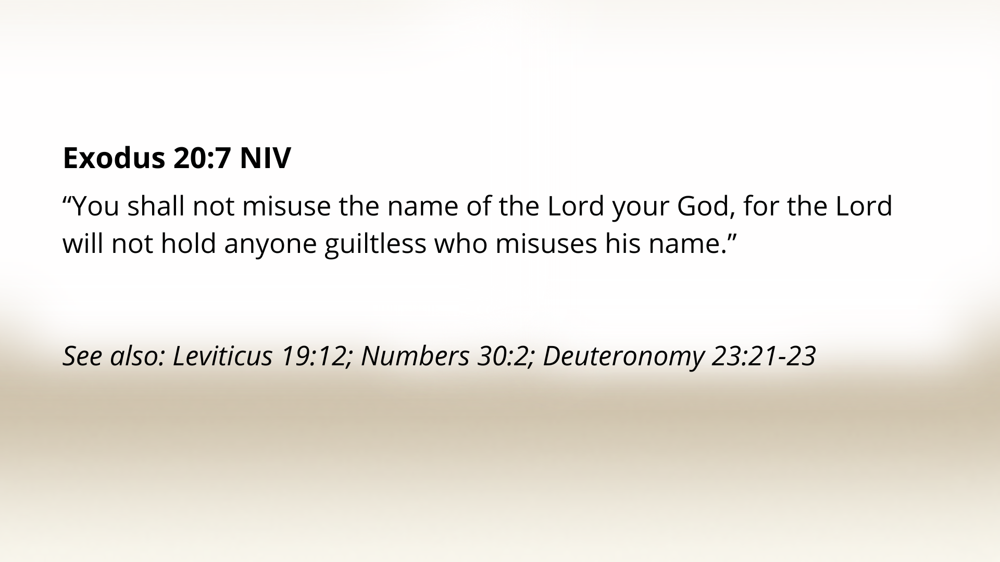 Exodus 20:7 NIV
“You shall not misuse the name of the Lord your God, for the Lord
will not hold anyone guiltless who misuses his name.”
See also: Leviticus 19:12; Numbers 30:2; Deuteronomy 23:21-23